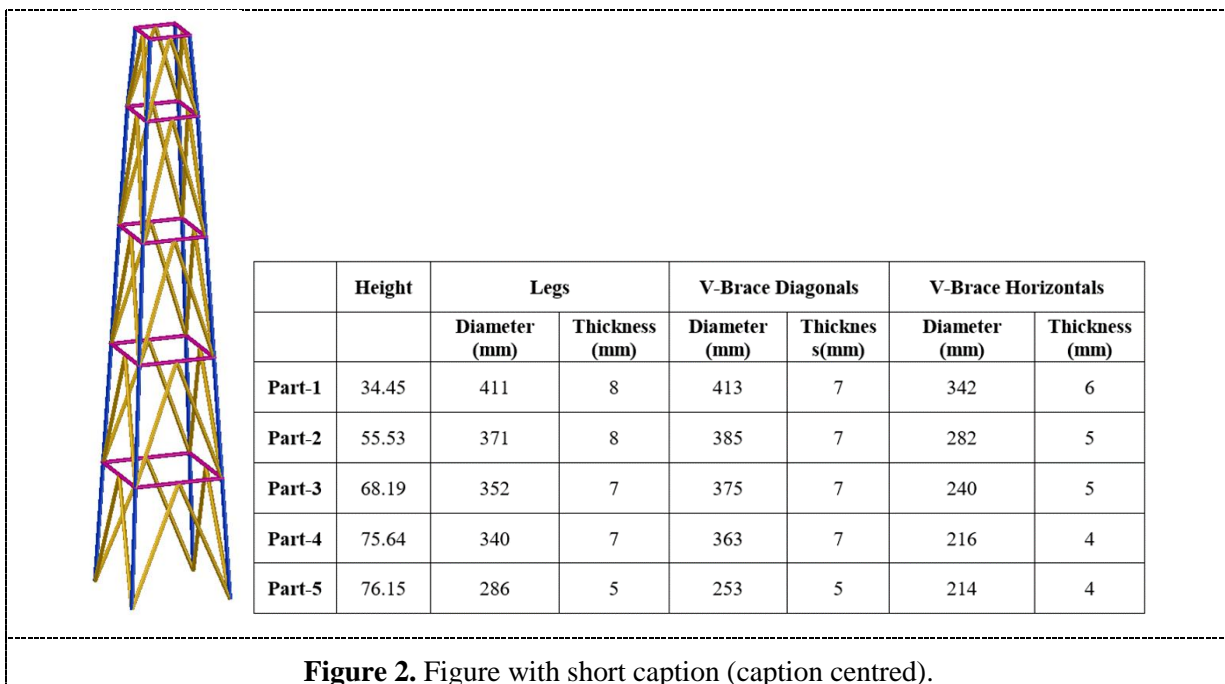 Height Legs V-Brace Diagonals V-Brace Horizontals
Diameter (mm) Thickness (mm) Diameter (mm) Thicknes s(mm) Diameter (mm) Thickness (mm)
Part-1 34.45 411 8 413 7 342 6
Part-2 55.53 371 8 385 7 282 5
Part-3 68.19 352 7 375 7 240 5
Part-4 75.64 340 7 363 7 216 4
Part-5 76.15 286 5 253 5 214 4
Figure 2. Figure with short caption (caption centred).